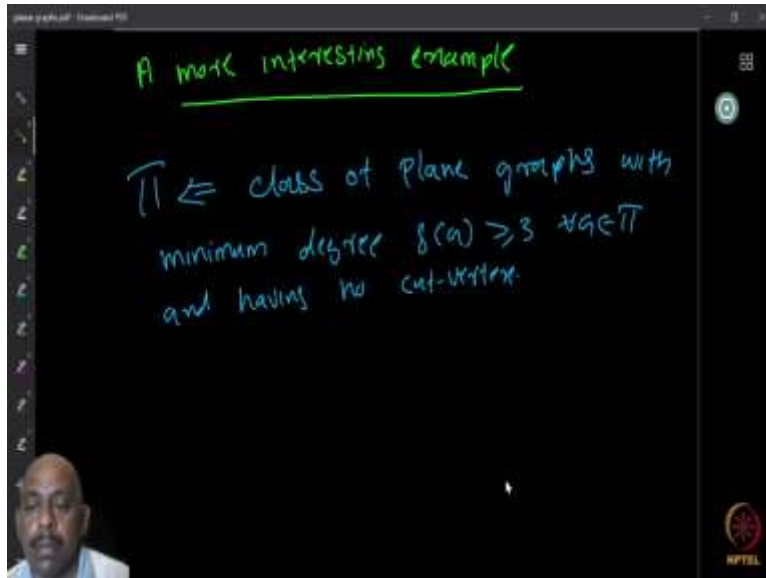 A more interesting example
Π ⇐ class of plane graphs with
minimum degree δ(G) ≥ 3 ∀G∈Π
and having no cut-vertex.
NPTEL